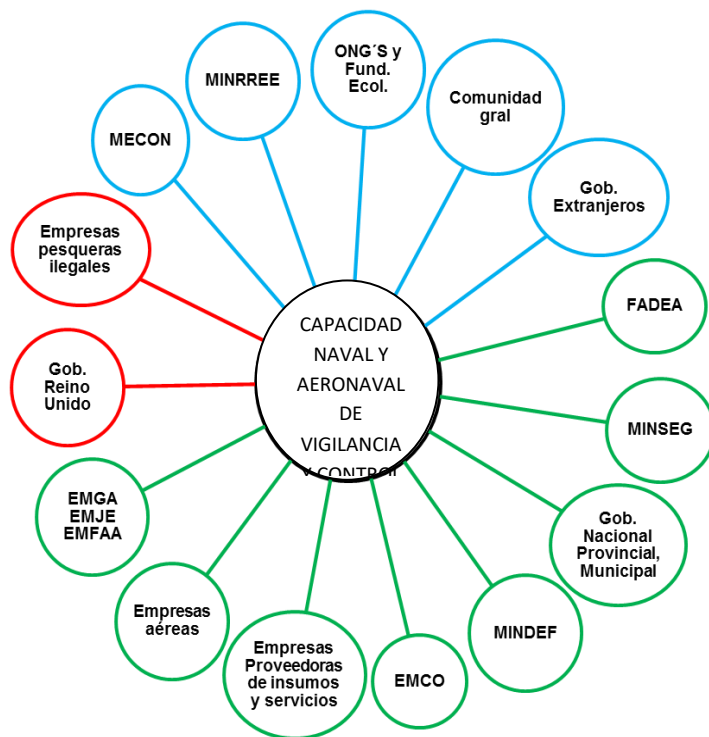 ONG´S y
Fund.
Ecol.
MINRREE
Comunidad
gral
MECON
Gob.
Extranjeros
Empresas
pesqueras
ilegales
FADEA
CAPACIDAD
NAVAL Y
AERONAVAL
DE
VIGILANCIA
Y CONTROL
Gob.
Reino
Unido
MINSEG
EMGA
EMJE
EMFAA
Gob.
Nacional
Provincial,
Municipal
Empresas
aéreas
MINDEF
Empresas
Proveedoras
de insumos
y servicios
EMCO